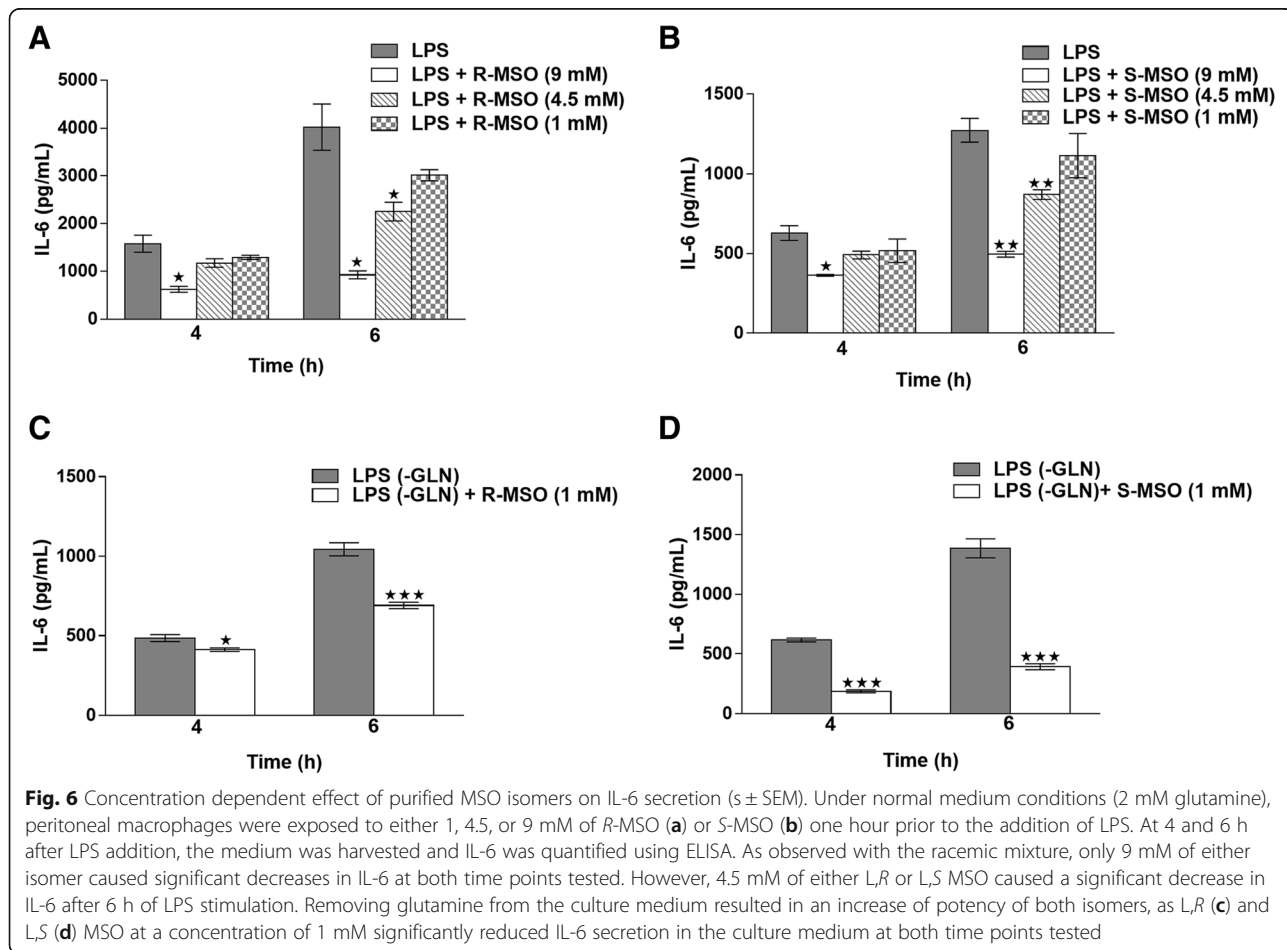 A
LPS
LPS + R-MSO (9 mM)
LPS + R-MSO (4.5 mM)
LPS + R-MSO (1 mM)
5000
4000
3000
2000
1000
0
IL-6 (pg/mL)
★
★
★
4
6
Time (h)
B
LPS
LPS + S-MSO (9 mM)
LPS + S-MSO (4.5 mM)
LPS + S-MSO (1 mM)
1500
1000
500
0
IL-6 (pg/mL)
★
★★
★★
4
6
Time (h)
C
LPS (-GLN)
LPS (-GLN) + R-MSO (1 mM)
1500
1000
500
0
IL-6 (pg/mL)
★
★★★
4
6
Time (h)
D
LPS (-GLN)
LPS (-GLN)+ S-MSO (1 mM)
2000
1500
1000
500
0
IL-6 (pg/mL)
★★★
★★★
4
6
Time (h)
Fig. 6 Concentration dependent effect of purified MSO isomers on IL-6 secretion (s ± SEM). Under normal medium conditions (2 mM glutamine),
peritoneal macrophages were exposed to either 1, 4.5, or 9 mM of R-MSO (a) or S-MSO (b) one hour prior to the addition of LPS. At 4 and 6 h
after LPS addition, the medium was harvested and IL-6 was quantified using ELISA. As observed with the racemic mixture, only 9 mM of either
isomer caused significant decreases in IL-6 at both time points tested. However, 4.5 mM of either L,R or L,S MSO caused a significant decrease in
IL-6 after 6 h of LPS stimulation. Removing glutamine from the culture medium resulted in an increase of potency of both isomers, as L,R (c) and
L,S (d) MSO at a concentration of 1 mM significantly reduced IL-6 secretion in the culture medium at both time points tested